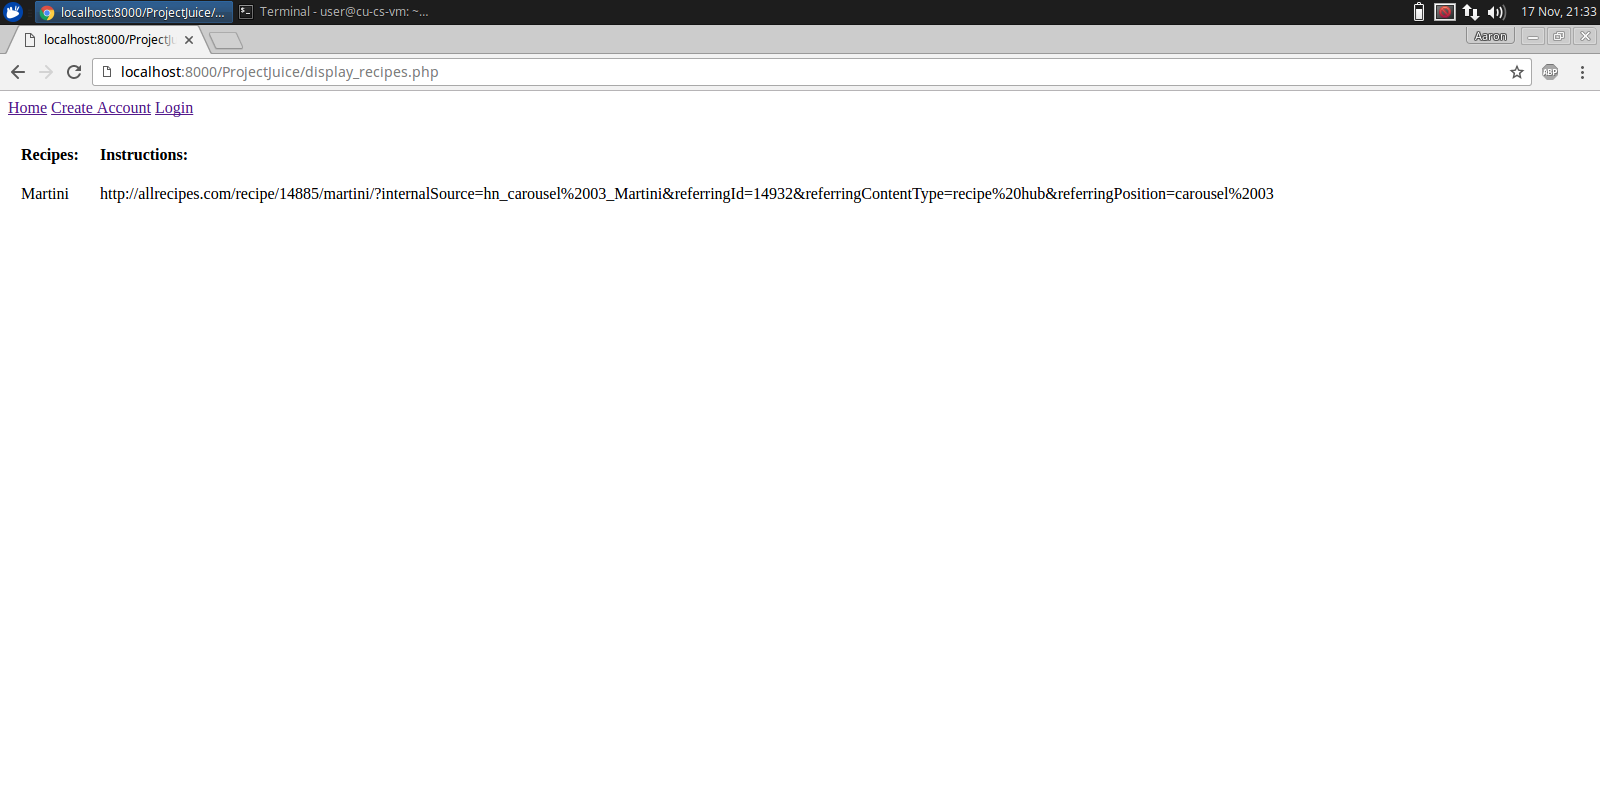 localhost:8000/ProjectJuice/... Terminal - user@cu-cs-vm: ~... 17 Nov, 21:33
localhost:8000/ProjectJu Aaron
localhost:8000/ProjectJuice/display_recipes.php ABP
Home Create Account Login
Recipes: Instructions:
Martini http://allrecipes.com/recipe/14885/martini/?internalSource=hn_carousel%2003_Martini&referringId=14932&referringContentType=recipe%20hub&referringPosition=carousel%2003